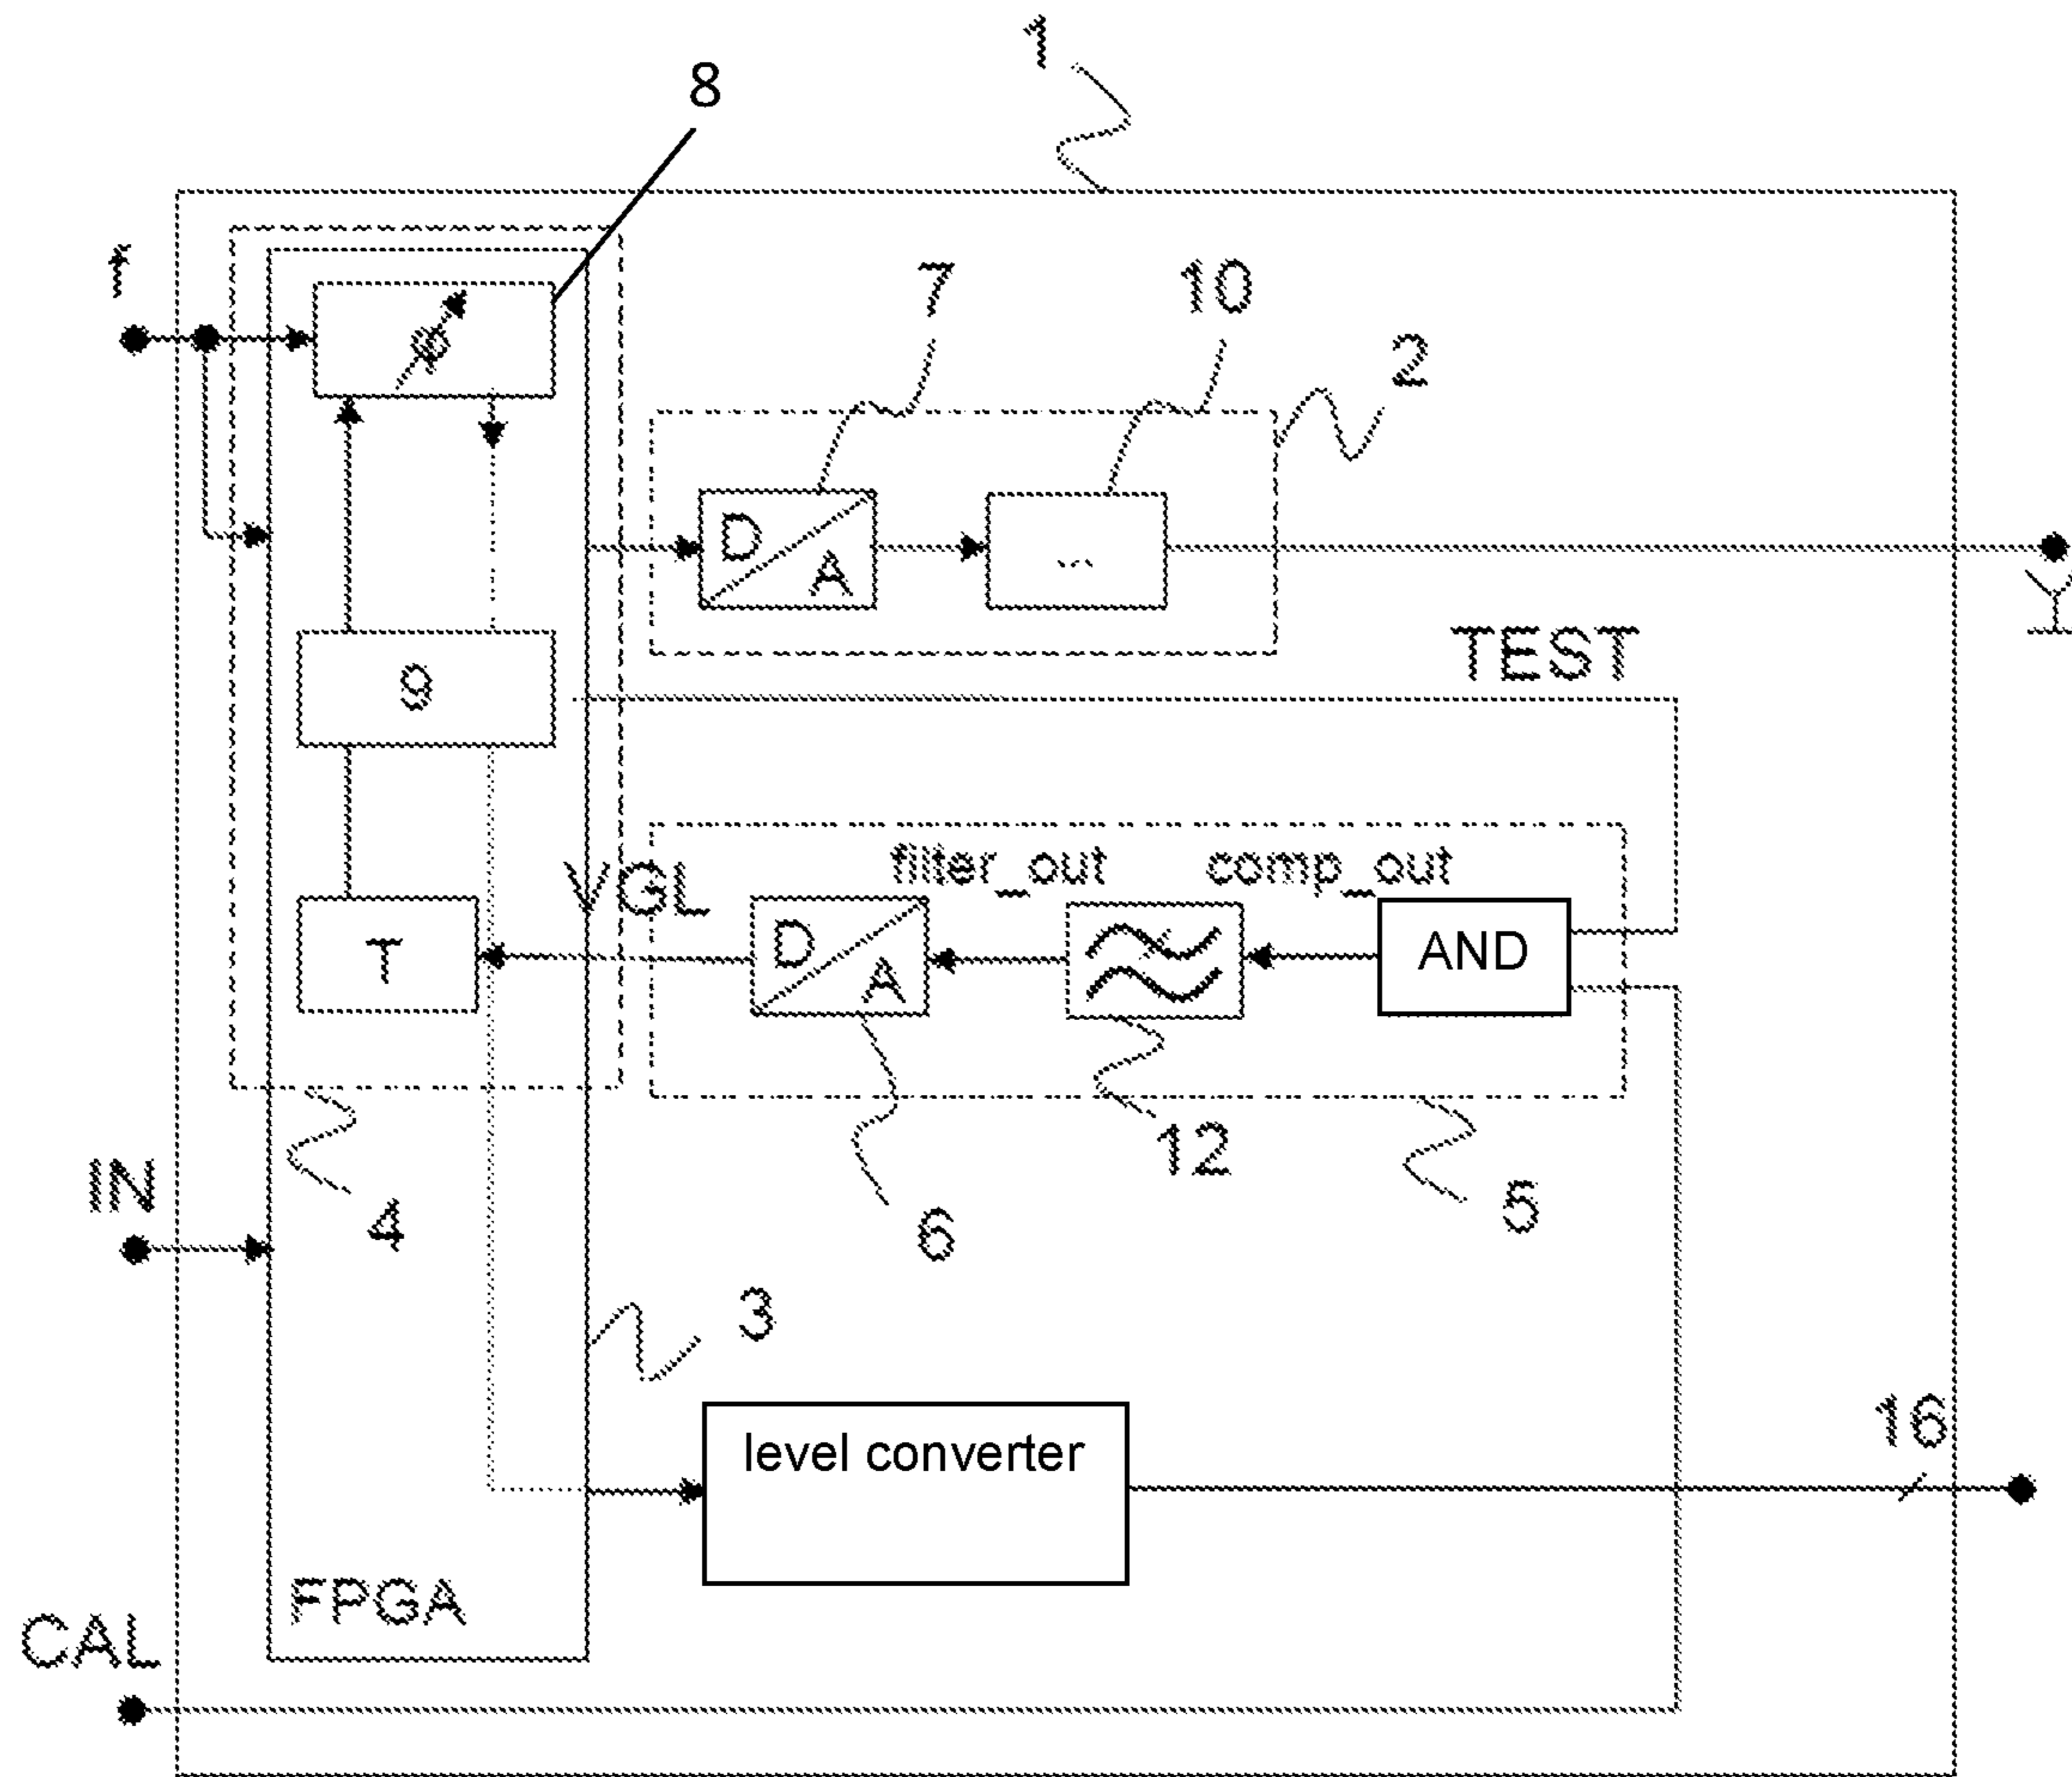 1
8
f
φ
7
10
2
D
A
...
TEST
9
VGL
filter_out
comp_out
T
D
A
AND
12
IN
4
6
5
3
16
level converter
FPGA
CAL